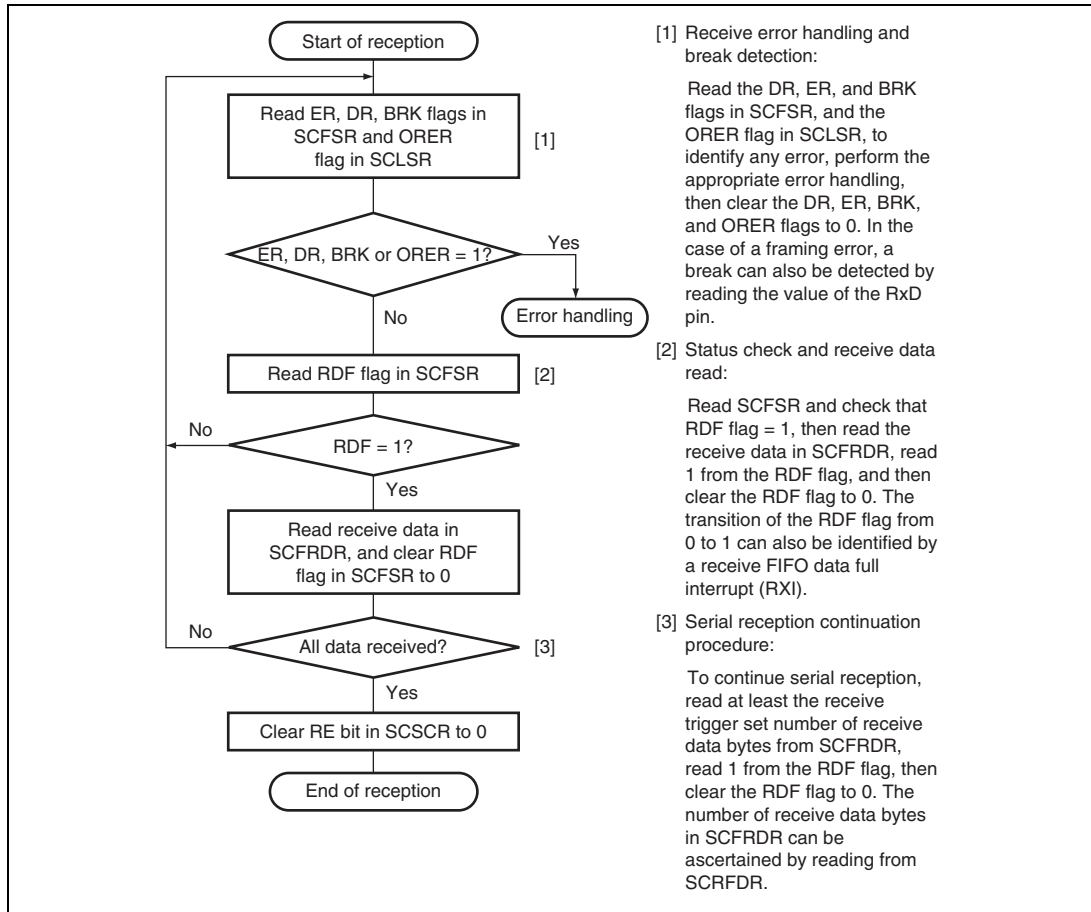 Start of reception
Read ER, DR, BRK flags in
SCFSR and ORER
flag in SCLSR
[1]
ER, DR, BRK or ORER = 1?
Yes
Error handling
No
Read RDF flag in SCFSR
[2]
No
RDF = 1?
Yes
Read receive data in
SCFRDR, and clear RDF
flag in SCFSR to 0
No
All data received?
[3]
Yes
Clear RE bit in SCSCR to 0
End of reception
[1] Receive error handling and
break detection:
Read the DR, ER, and BRK
flags in SCFSR, and the
ORER flag in SCLSR, to
identify any error, perform the
appropriate error handling,
then clear the DR, ER, BRK,
and ORER flags to 0. In the
case of a framing error, a
break can also be detected by
reading the value of the RxD
pin.
[2] Status check and receive data
read:
Read SCFSR and check that
RDF flag = 1, then read the
receive data in SCFRDR, read
1 from the RDF flag, and then
clear the RDF flag to 0. The
transition of the RDF flag from
0 to 1 can also be identified by
a receive FIFO data full
interrupt (RXI).
[3] Serial reception continuation
procedure:
To continue serial reception,
read at least the receive
trigger set number of receive
data bytes from SCFRDR,
read 1 from the RDF flag, then
clear the RDF flag to 0. The
number of receive data bytes
in SCFRDR can be
ascertained by reading from
SCRFDR.